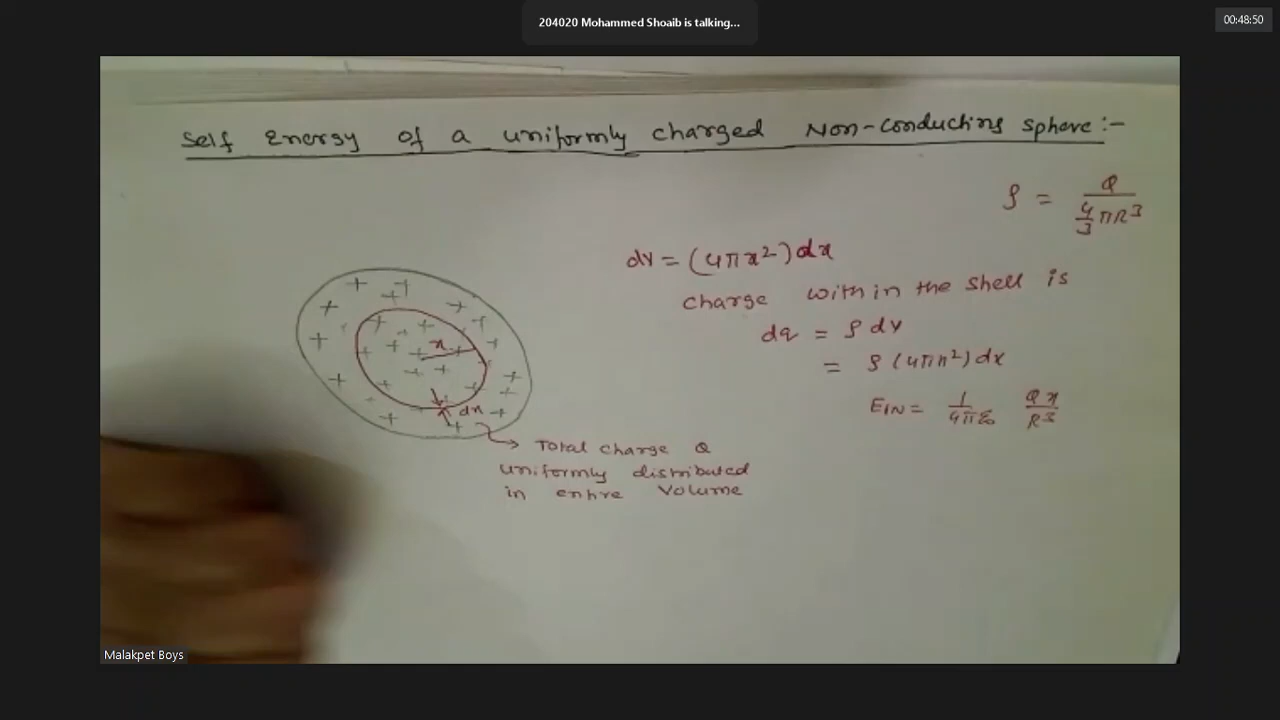 204020 Mohammed Shoaib is talking...
00:48:50
Self Energy of a uniformly charged Non-Conducting Sphere:-
ρ = Q / (4/3 πR³)
dV = (4πx²)dx
charge within the shell is
dq = ρ dV
= ρ (4πx²)dx
E_IN = 1/4πε₀ Qx/R³
x
dx
Total charge Q
uniformly distributed
in entire Volume
Malakpet Boys